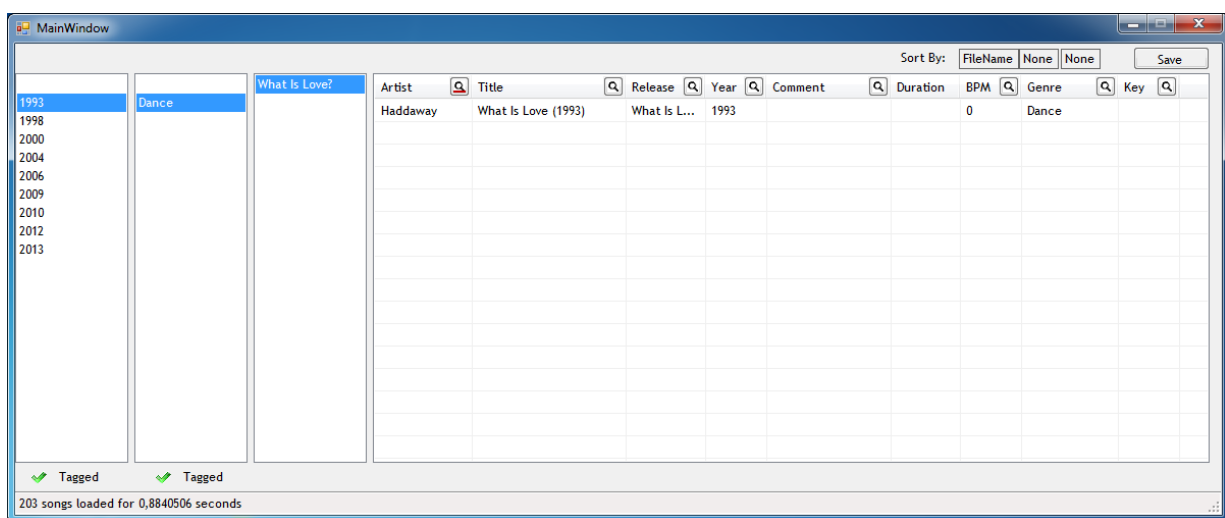 MainWindow
Sort By: FileName None None Save
What Is Love? Artist Title Release Year Comment Duration BPM Genre Key
1993 Dance Haddaway What Is Love (1993) What Is L... 1993 0 Dance
1998
2000
2004
2006
2009
2010
2012
2013
Tagged Tagged
203 songs loaded for 0,8840506 seconds